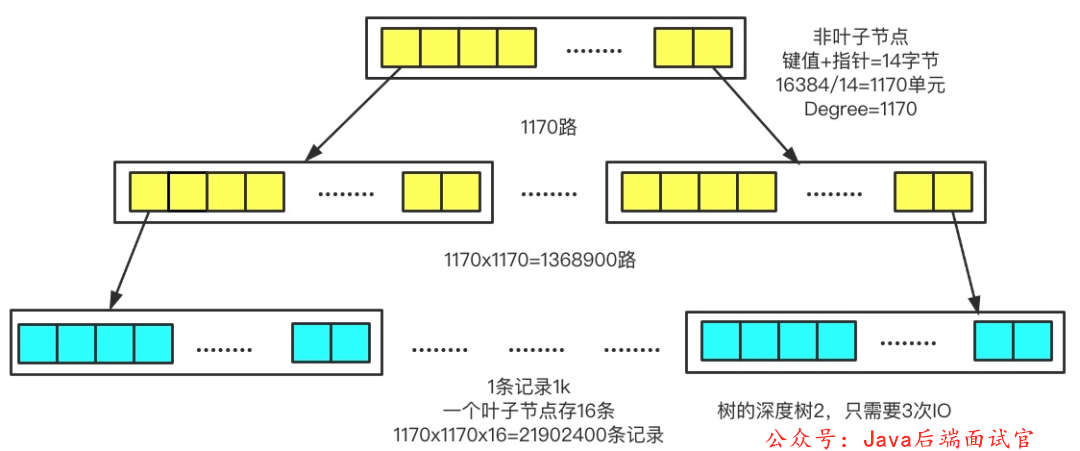 非叶子节点
键值+指针=14字节
16384/14=1170单元
Degree=1170
1170路
1170x1170=1368900路
1条记录1k
一个叶子节点存16条
1170x1170x16=21902400条记录
树的深度树2，只需要3次IO
公众号：Java后端面试官